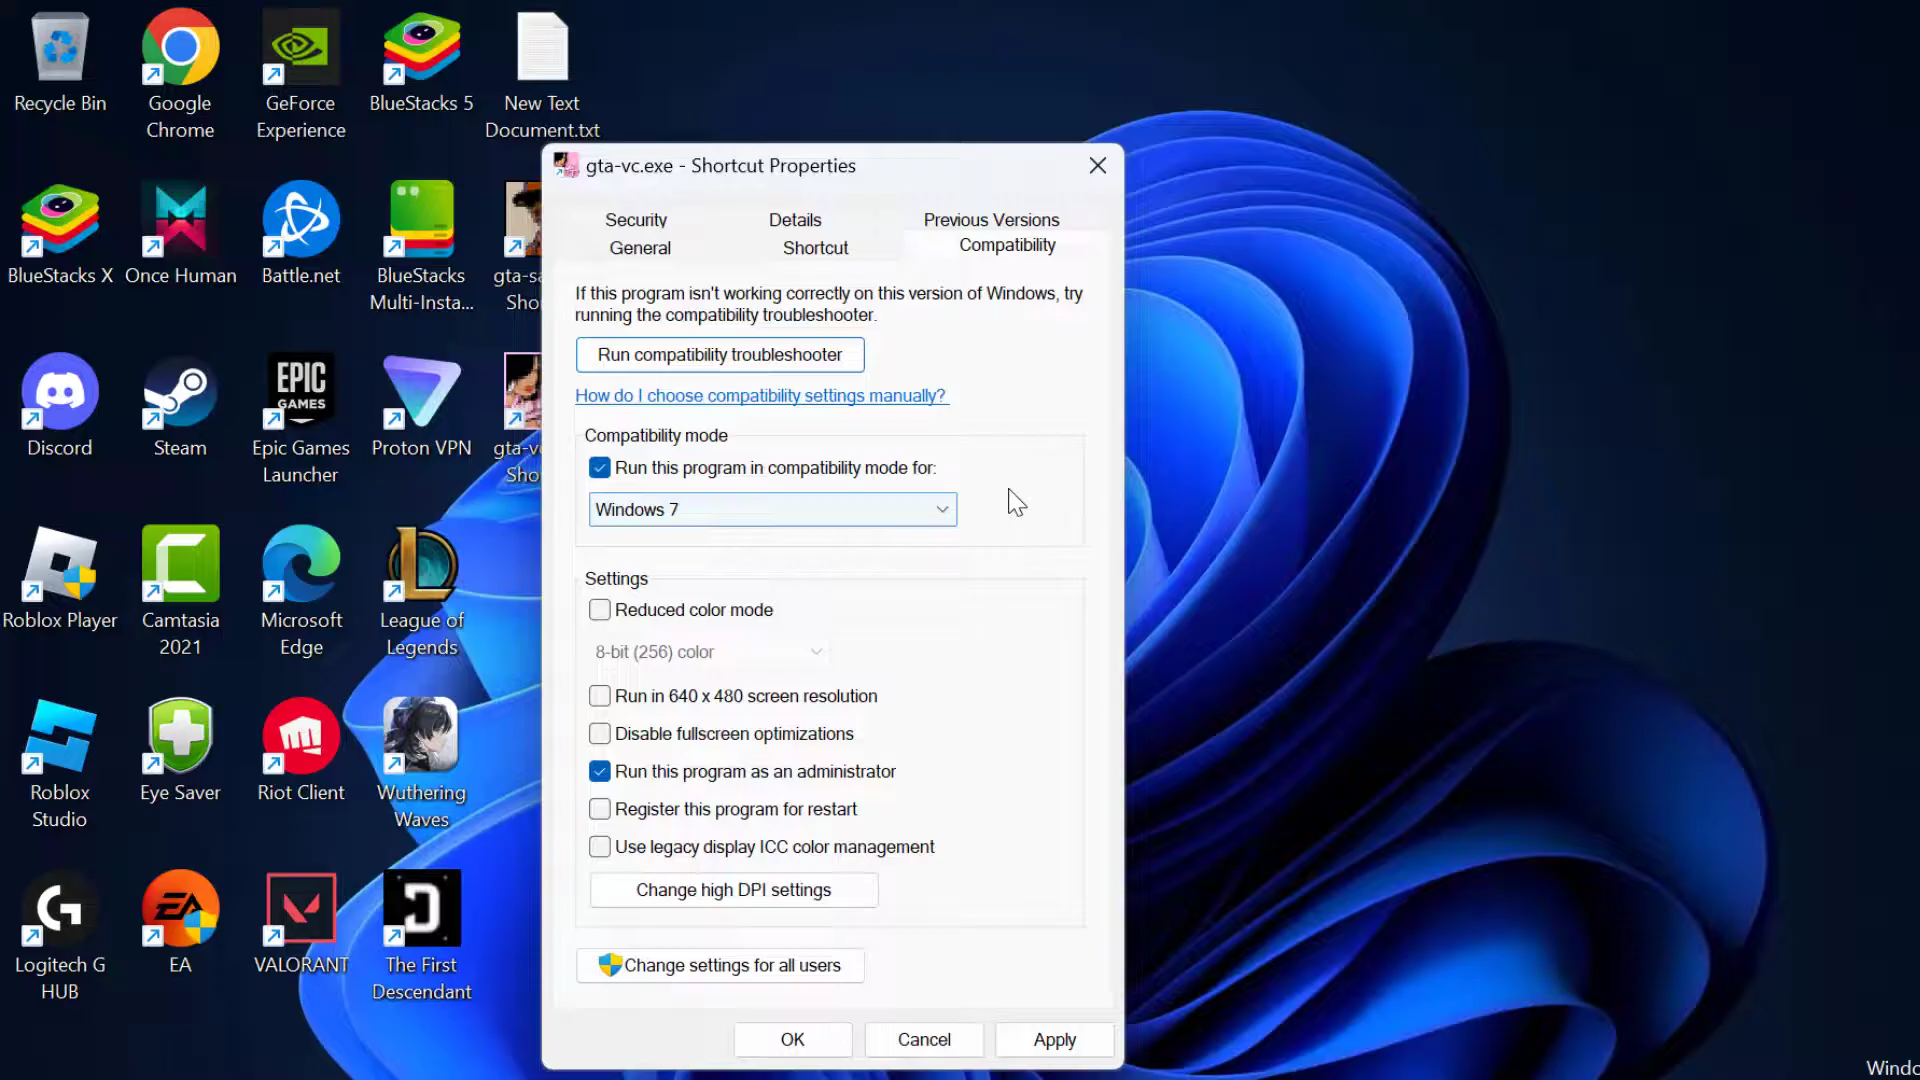 Recycle Bin
Google
Chrome
GeForce
Experience
BlueStacks 5
New Text
Document.txt
BlueStacks X
Once Human
Battle.net
BlueStacks
Multi-Insta...
gta-sa
Sho
Discord
Steam
EPIC
GAMES
Epic Games
Launcher
Proton VPN
gta-v
Sho
Roblox Player
Camtasia
2021
Microsoft
Edge
League of
Legends
Roblox
Studio
Eye Saver
Riot Client
Wuthering
Waves
Logitech G
HUB
EA
EA
VALORANT
The First
Descendant
gta-vc.exe - Shortcut Properties
Security
Details
Previous Versions
General
Shortcut
Compatibility
If this program isn't working correctly on this version of Windows, try
running the compatibility troubleshooter.
Run compatibility troubleshooter
How do I choose compatibility settings manually?
Compatibility mode
Run this program in compatibility mode for:
Windows 7
Settings
Reduced color mode
8-bit (256) color
Run in 640 x 480 screen resolution
Disable fullscreen optimizations
Run this program as an administrator
Register this program for restart
Use legacy display ICC color management
Change high DPI settings
Change settings for all users
OK
Cancel
Apply
Windo